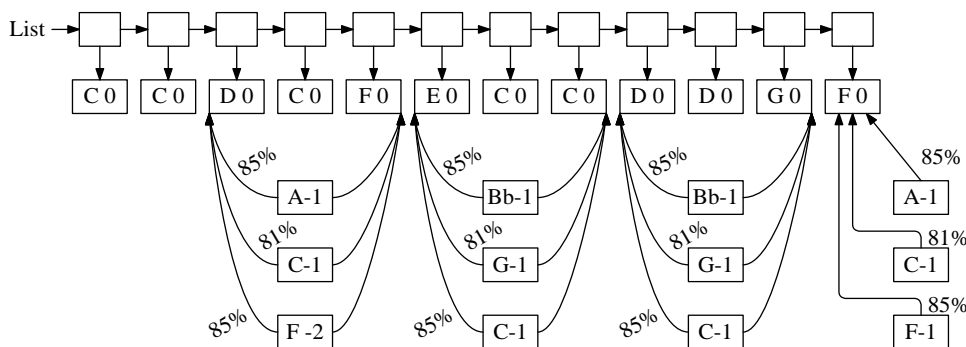 List
C 0 C 0 D 0 C 0 F 0 E 0 C 0 C 0 D 0 D 0 G 0 F 0
85% 85% 85% 85%
A-1 Bb-1 Bb-1 A-1
81% 81% 81% 81%
C-1 G-1 G-1 C-1
85% 85% 85% 85%
F -2 C-1 C-1 F-1